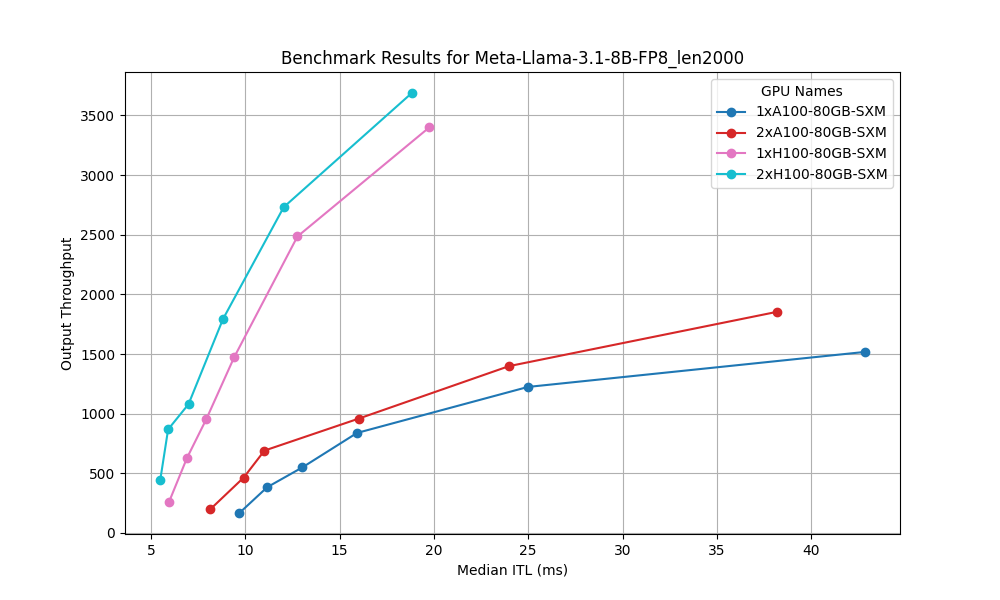 Benchmark Results for Meta-Llama-3.1-8B-FP8_len2000
GPU Names
1xA100-80GB-SXM
2xA100-80GB-SXM
1xH100-80GB-SXM
2xH100-80GB-SXM
Output Throughput
3500
3000
2500
2000
1500
1000
500
0
5
10
15
20
25
30
35
40
Median ITL (ms)